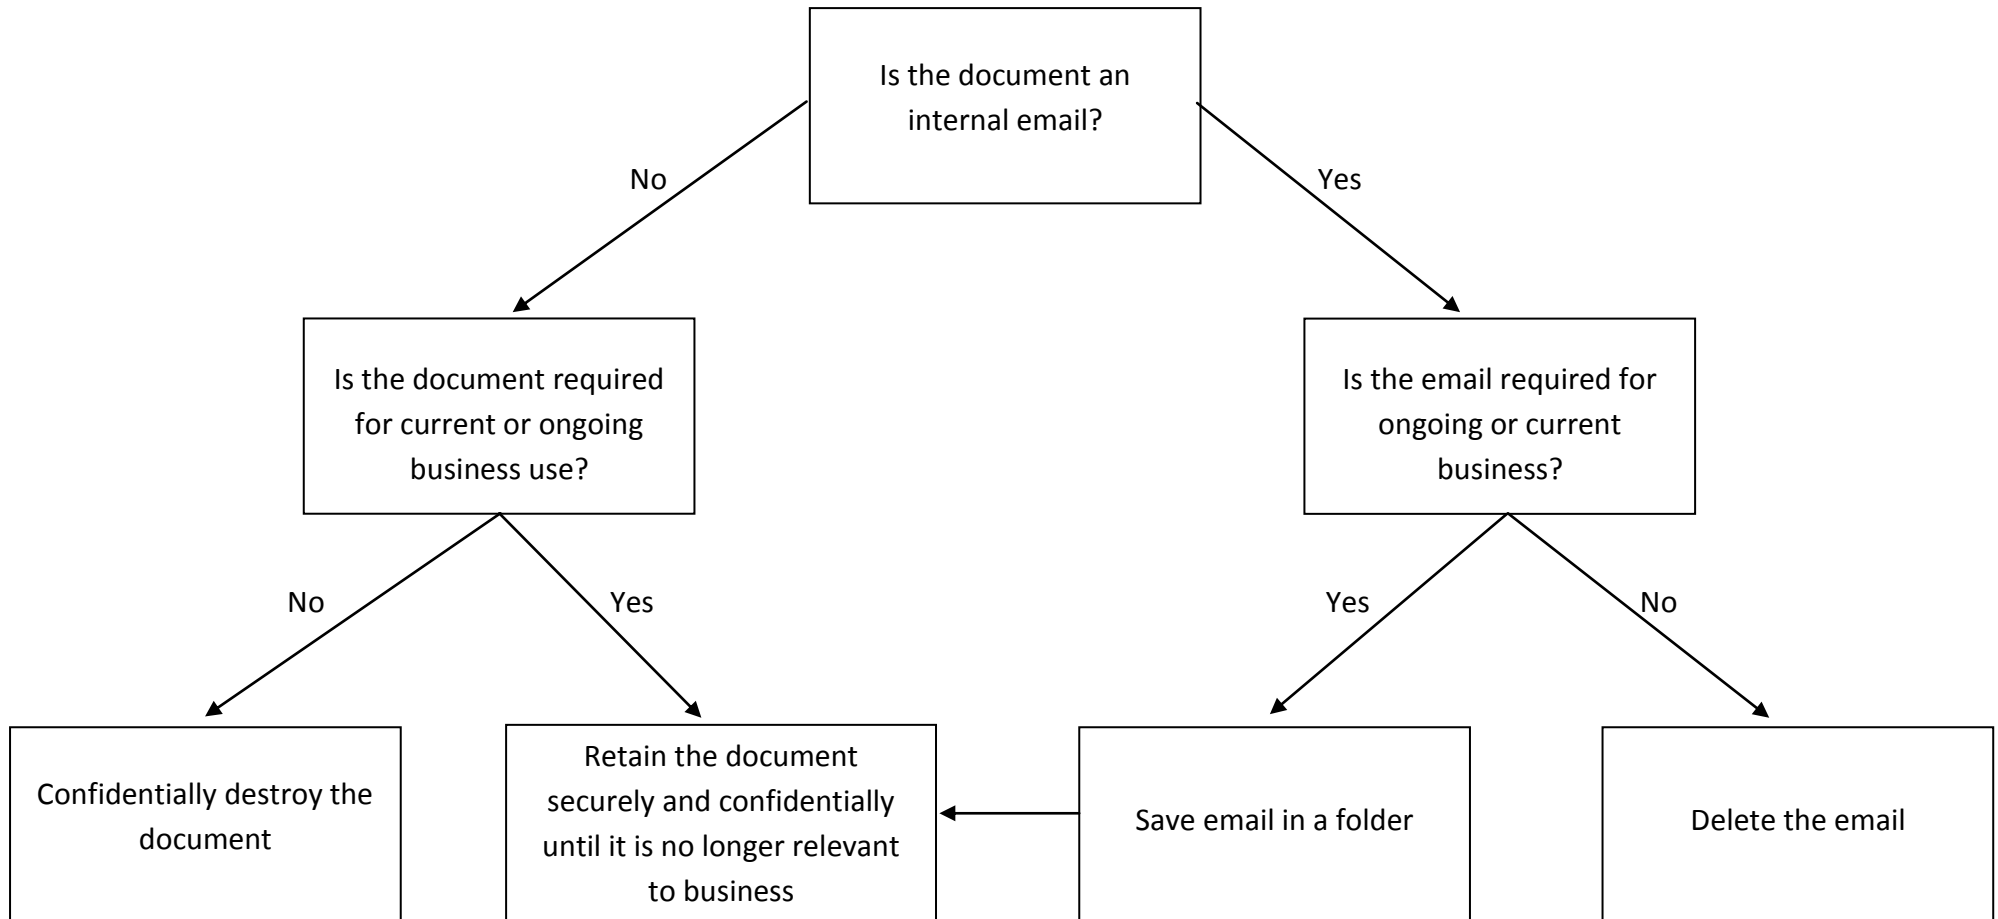 Is the document an
internal email?
No
Yes
Is the document required
for current or ongoing
business use?
Is the email required for
ongoing or current
business?
No
Yes
Yes
No
Confidentially destroy the
document
Retain the document
securely and confidentially
until it is no longer relevant
to business
Save email in a folder
Delete the email